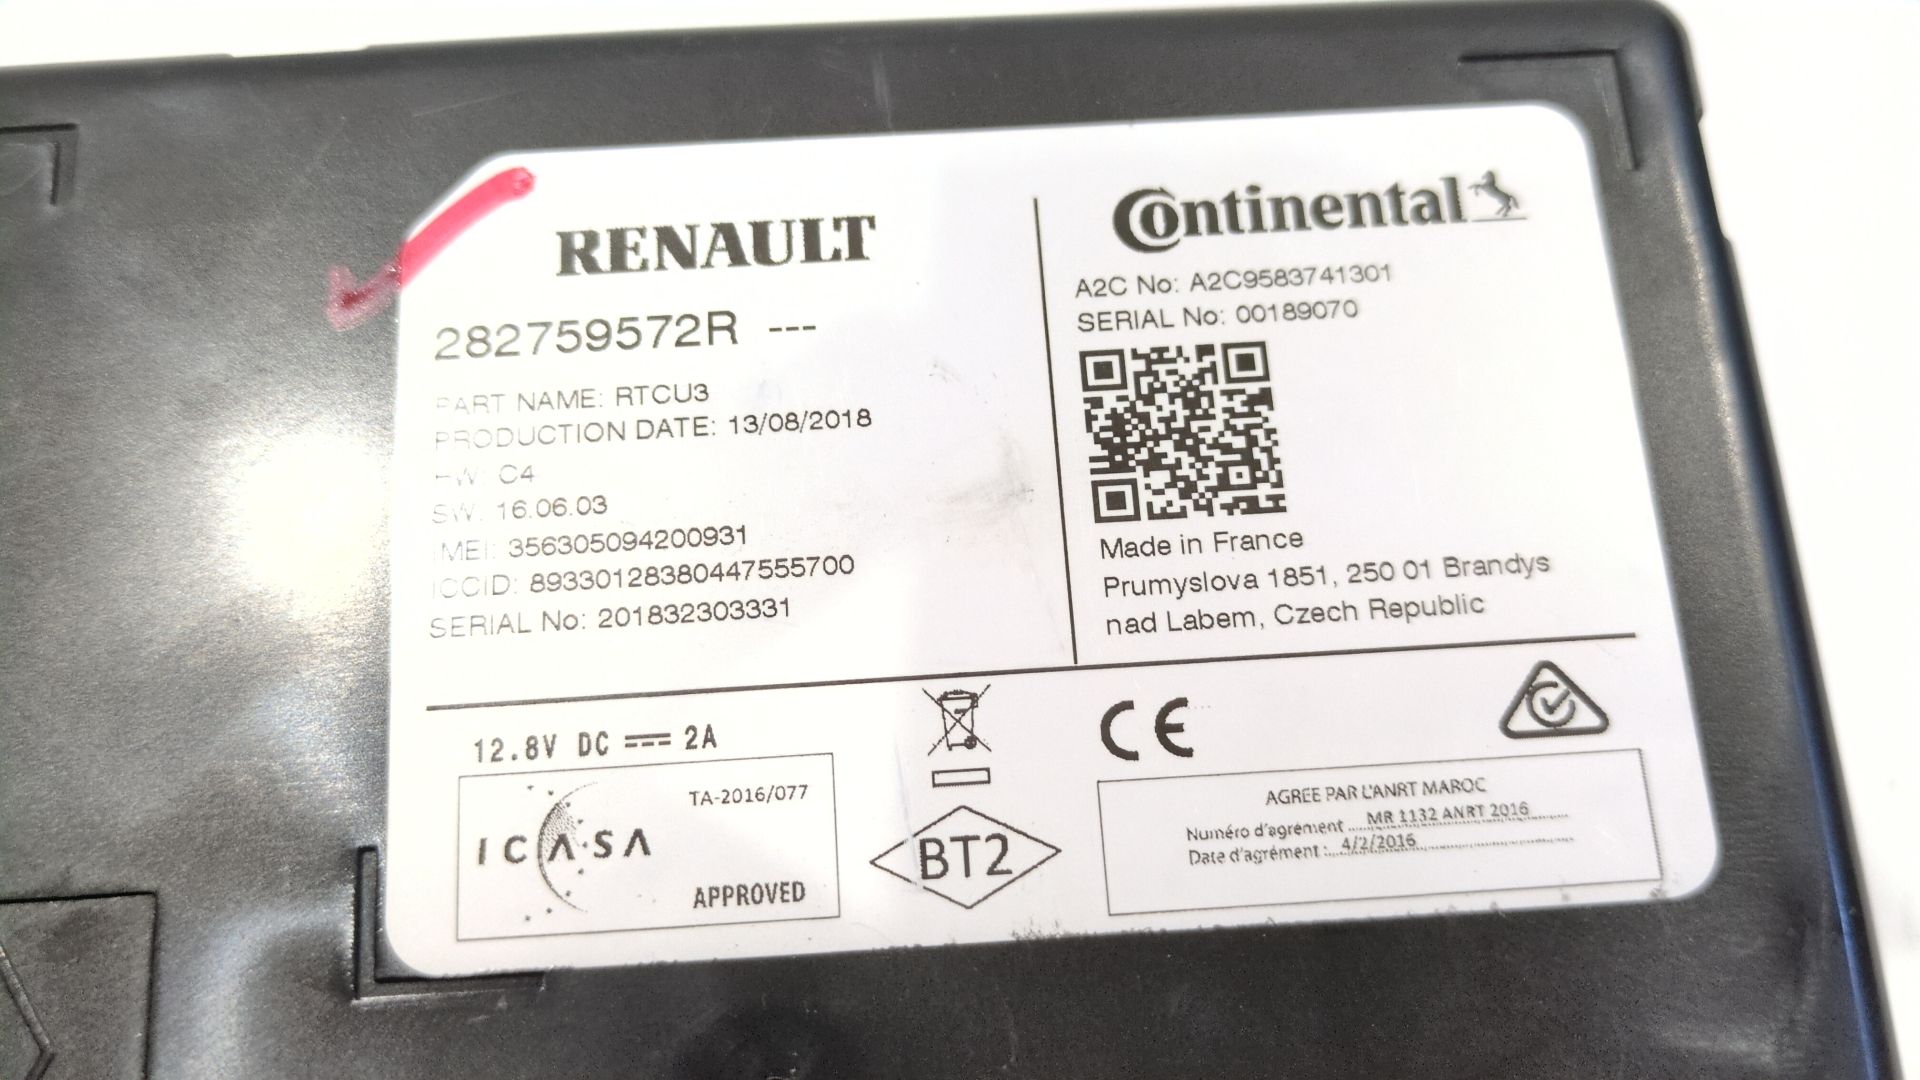 RENAULT
282759572R ---
PART NAME: RTCU3
PRODUCTION DATE: 13/08/2018
HW: C4
SW: 16.06.03
IMEI: 356305094200931
ICCID: 89330128380447555700
SERIAL No: 201832303331
Continental
A2C No: A2C9583741301
SERIAL No: 00189070
Made in France
Prumyslova 1851, 250 01 Brandys
nad Labem, Czech Republic
12.8V DC 2A
TA-2016/077
ICASA
APPROVED
BT2
CE
AGREE PAR L'ANRT MAROC
Numéro d'agrément MR 1132 ANRT 2016
Date d'agrément : 4/2/2016